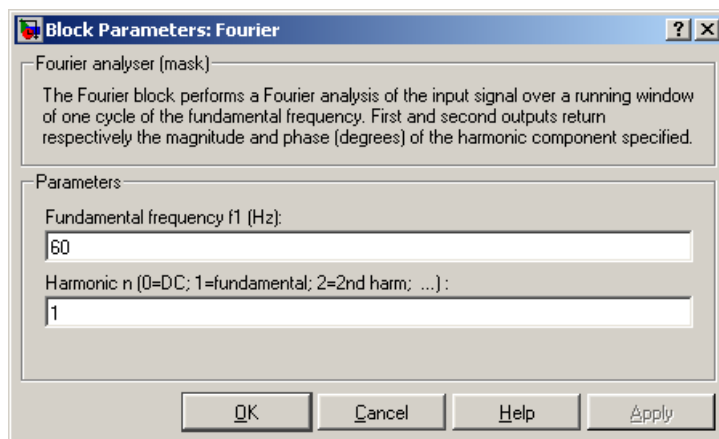 Block Parameters: Fourier
Fourier analyser (mask)
The Fourier block performs a Fourier analysis of the input signal over a running window
of one cycle of the fundamental frequency. First and second outputs return
respectively the magnitude and phase (degrees) of the harmonic component specified.
Parameters
Fundamental frequency f1 (Hz):
60
Harmonic n (0=DC; 1=fundamental; 2=2nd harm; ...) :
1
OK Cancel Help Apply